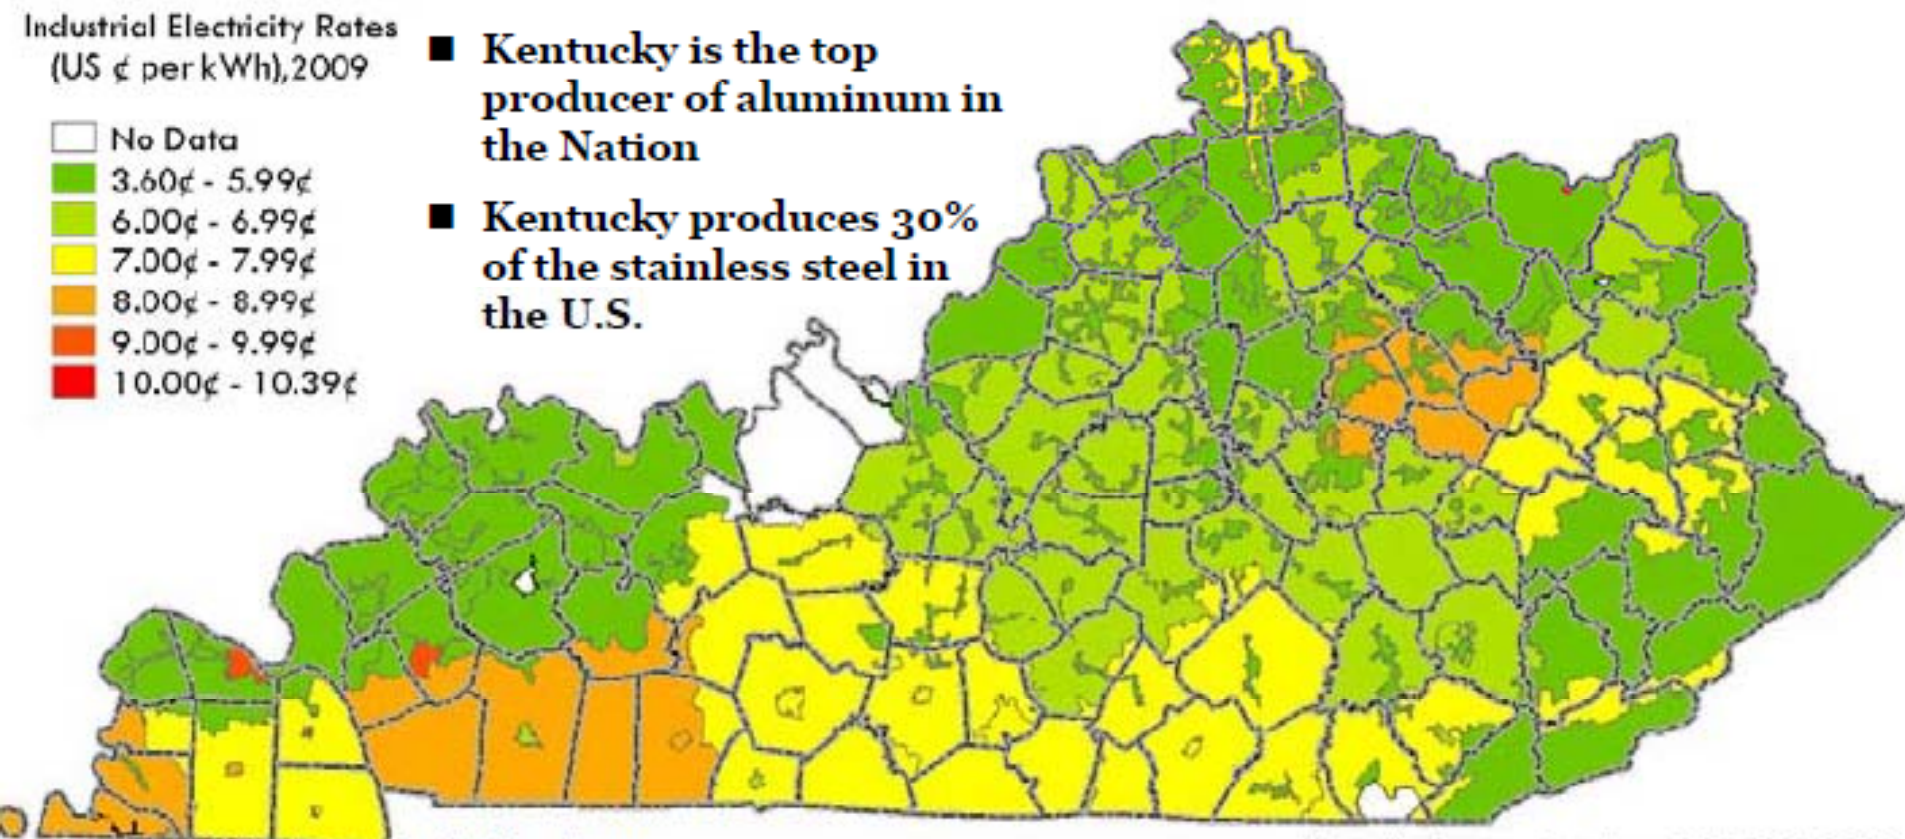 Industrial Electricity Rates
(US ¢ per kWh),2009
No Data
3.60¢ - 5.99¢
6.00¢ - 6.99¢
7.00¢ - 7.99¢
8.00¢ - 8.99¢
9.00¢ - 9.99¢
10.00¢ - 10.39¢
■ Kentucky is the top
producer of aluminum in
the Nation
■ Kentucky produces 30%
of the stainless steel in
the U.S.